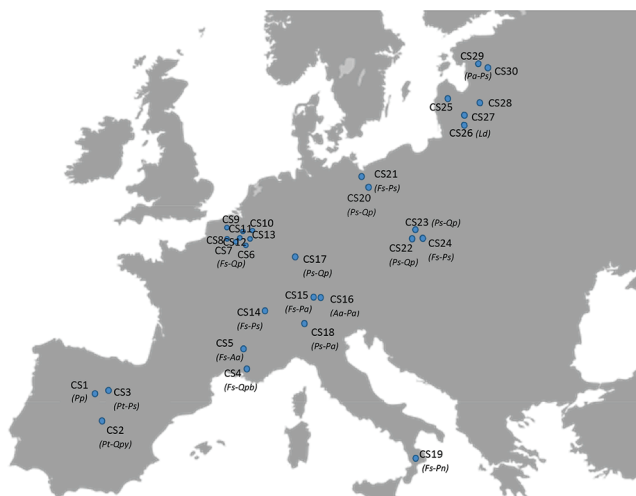 CS29
(Pa-Ps)
CS30
CS25
CS28
CS27
CS26 (Ld)
CS21
(Fs-Ps)
CS20
(Ps-Qp)
CS9
CS10
CS11
CS13
CS8
CS12
CS7
CS6
(Fs-Qp)
CS23 (Ps-Qp)
CS22
(Ps-Qp)
CS24
(Fs-Ps)
CS17
(Ps-Qp)
CS15
(Fs-Pa)
CS16
(Aa-Pa)
CS14
(Fs-Ps)
CS18
(Ps-Pa)
CS5
(Fs-Aa)
CS4
(Fs-Qpb)
CS1
(Pp)
CS3
(Pt-Ps)
CS2
(Pt-Qpy)
CS19
(Fs-Pn)